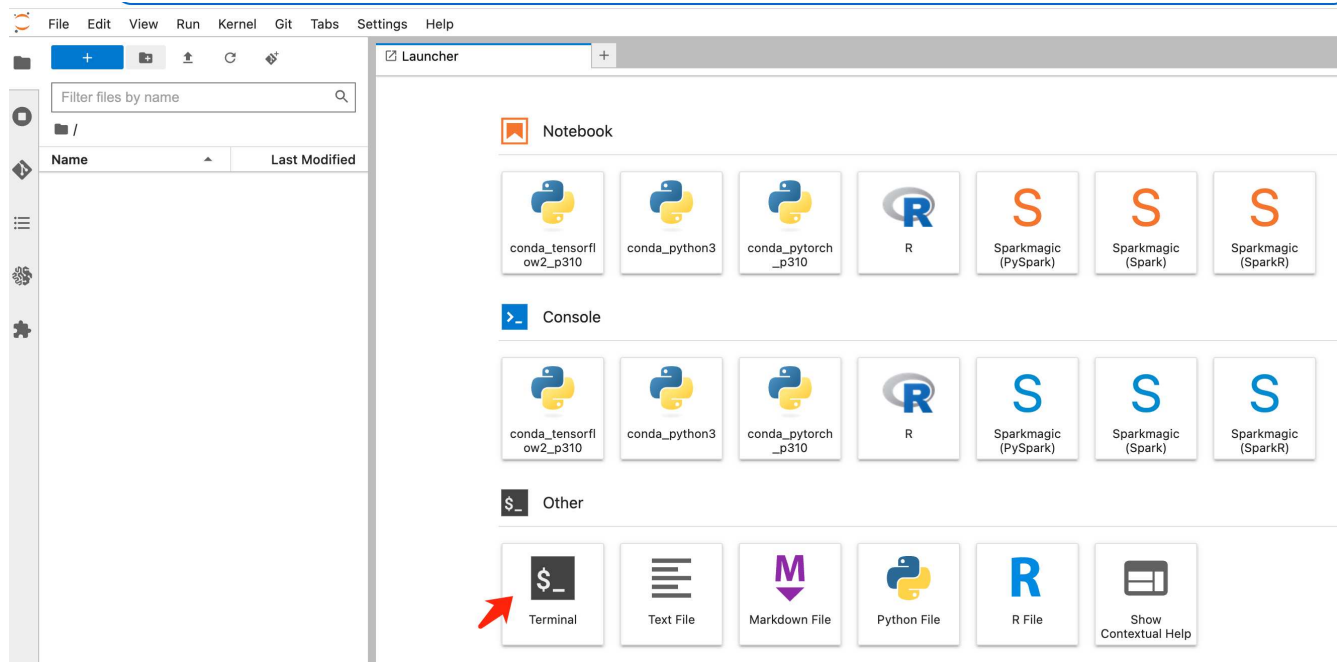 File Edit View Run Kernel Git Tabs Settings Help
+
Launcher
+
Filter files by name
/
Name Last Modified
Notebook
conda_tensorfl
ow2_p310
conda_python3
conda_pytorch
_p310
R
R
Sparkmagic
(PySpark)
S
Sparkmagic
(Spark)
S
Sparkmagic
(SparkR)
S
>_ Console
conda_tensorfl
ow2_p310
conda_python3
conda_pytorch
_p310
R
R
S
Sparkmagic
(PySpark)
S
Sparkmagic
(Spark)
S
Sparkmagic
(SparkR)
$_ Other
$_
Terminal
Text File
M
Markdown File
Python File
R
R File
Show
Contextual Help